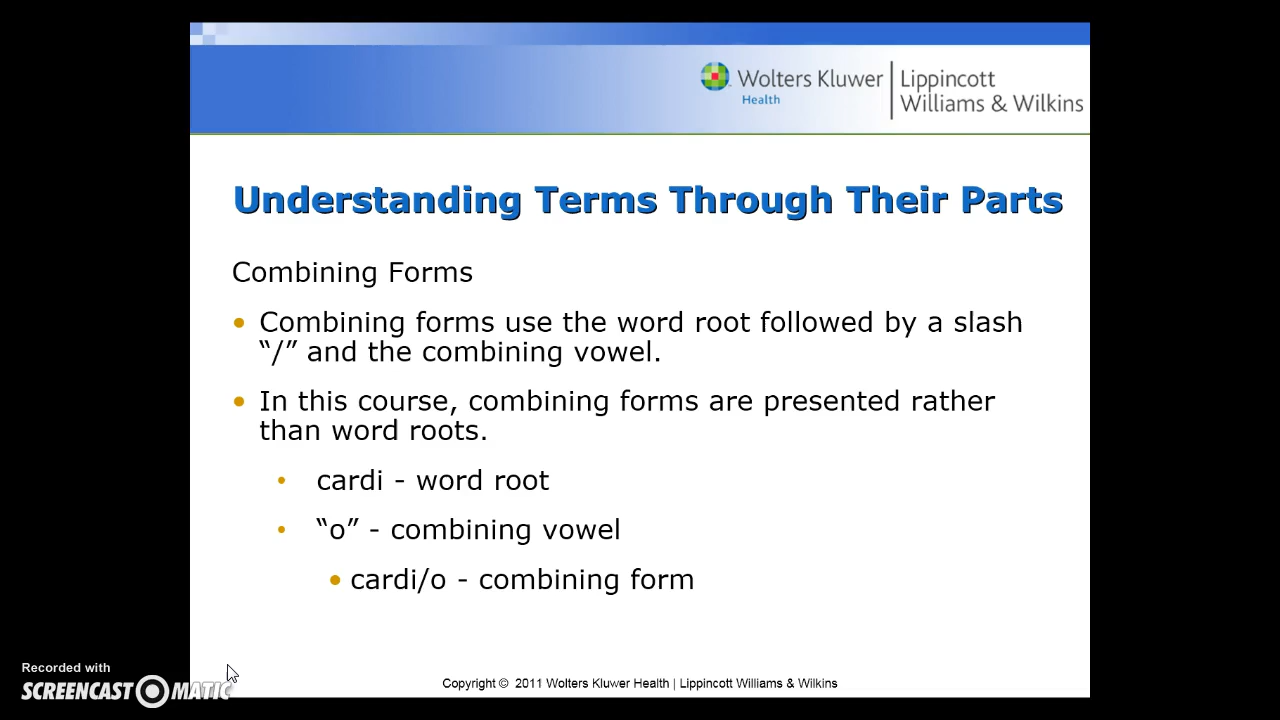 Wolters Kluwer
Health
Lippincott
Williams & Wilkins
Understanding Terms Through Their Parts
Combining Forms
• Combining forms use the word root followed by a slash
“/” and the combining vowel.
• In this course, combining forms are presented rather
than word roots.
• cardi - word root
• “o” - combining vowel
• cardi/o - combining form
Recorded with
SCREENCAST O MATIC
Copyright © 2011 Wolters Kluwer Health | Lippincott Williams & Wilkins